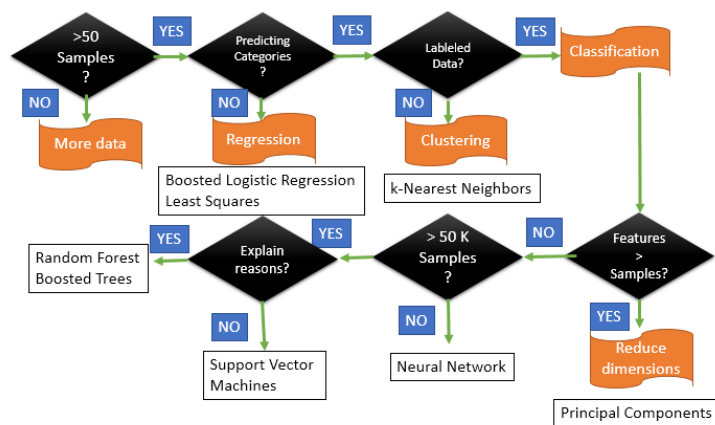 >50
Samples
?
YES
Predicting
Categories
?
YES
Lableled
Data?
YES
Classification
NO
More data
NO
Regression
NO
Clustering
Boosted Logistic Regression
Least Squares
k-Nearest Neighbors
Random Forest
Boosted Trees
YES
Explain
reasons?
YES
> 50 K
Samples
?
NO
Features
>
Samples?
NO
Support Vector
Machines
NO
Neural Network
YES
Reduce
dimensions
Principal Components